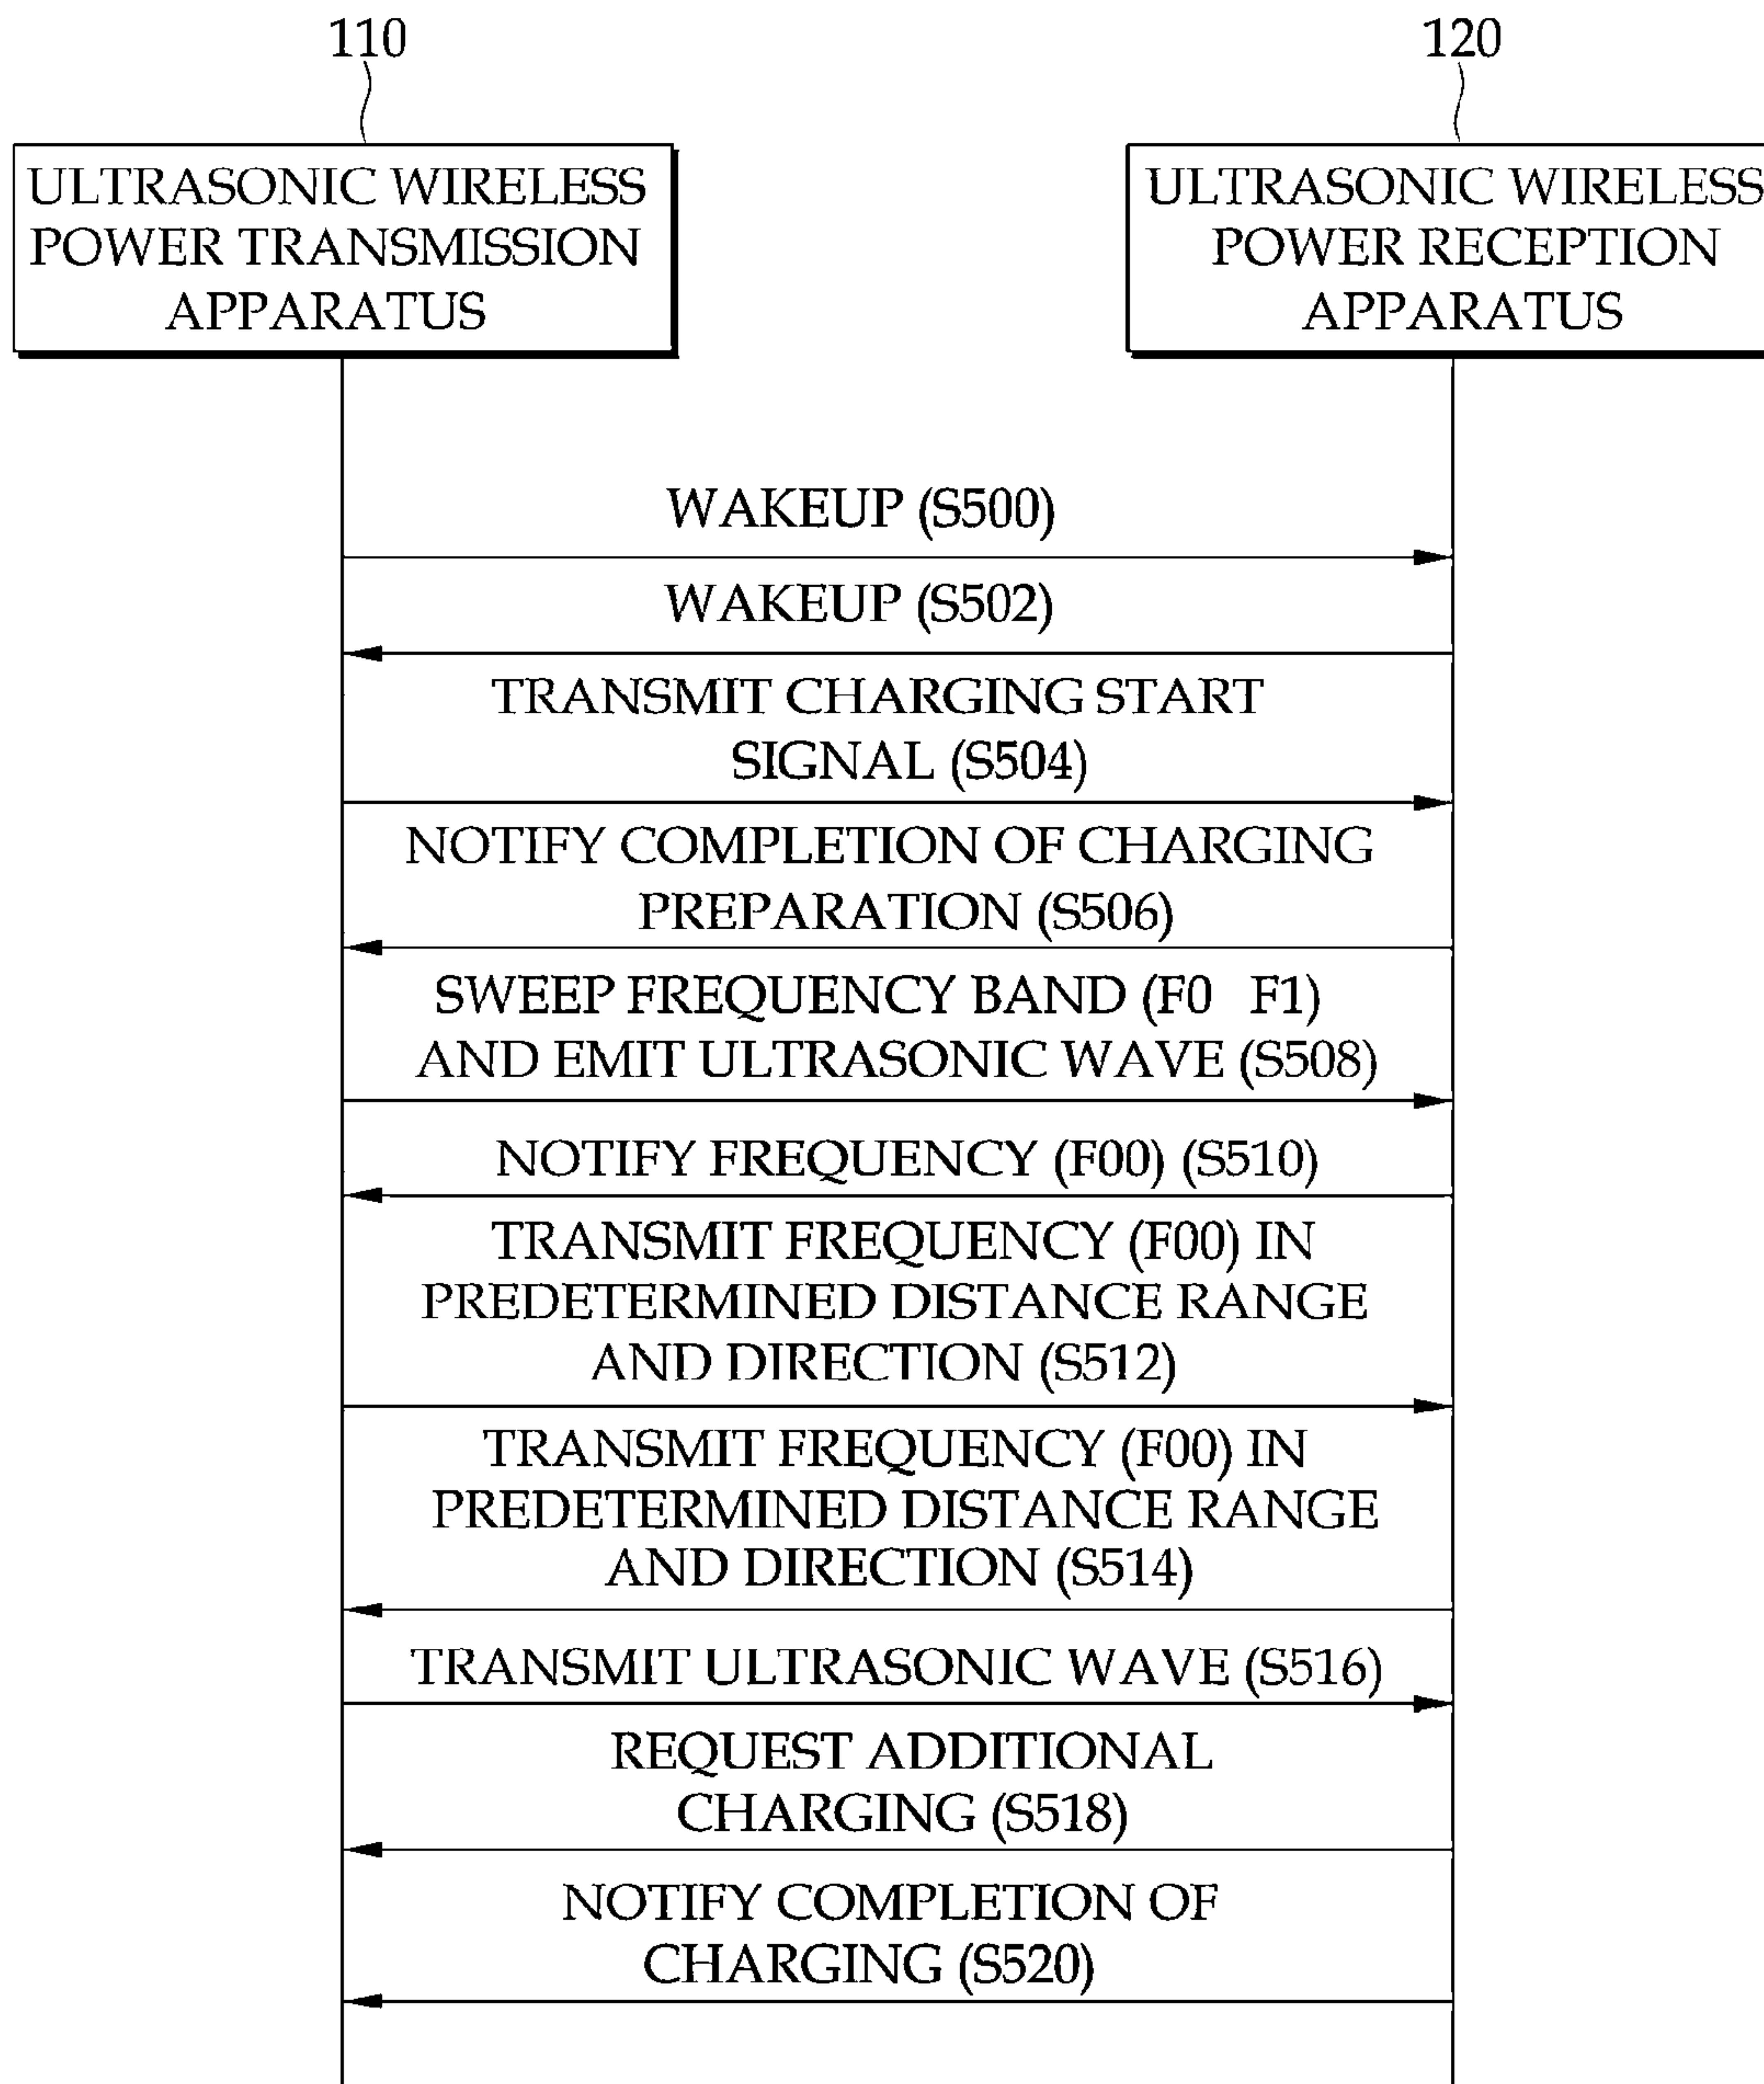 110
120
ULTRASONIC WIRELESS
POWER TRANSMISSION
APPARATUS
ULTRASONIC WIRELESS
POWER RECEPTION
APPARATUS
WAKEUP (S500)
WAKEUP (S502)
TRANSMIT CHARGING START
SIGNAL (S504)
NOTIFY COMPLETION OF CHARGING
PREPARATION (S506)
SWEEP FREQUENCY BAND (F0 F1)
AND EMIT ULTRASONIC WAVE (S508)
NOTIFY FREQUENCY (F00) (S510)
TRANSMIT FREQUENCY (F00) IN
PREDETERMINED DISTANCE RANGE
AND DIRECTION (S512)
TRANSMIT FREQUENCY (F00) IN
PREDETERMINED DISTANCE RANGE
AND DIRECTION (S514)
TRANSMIT ULTRASONIC WAVE (S516)
REQUEST ADDITIONAL
CHARGING (S518)
NOTIFY COMPLETION OF
CHARGING (S520)